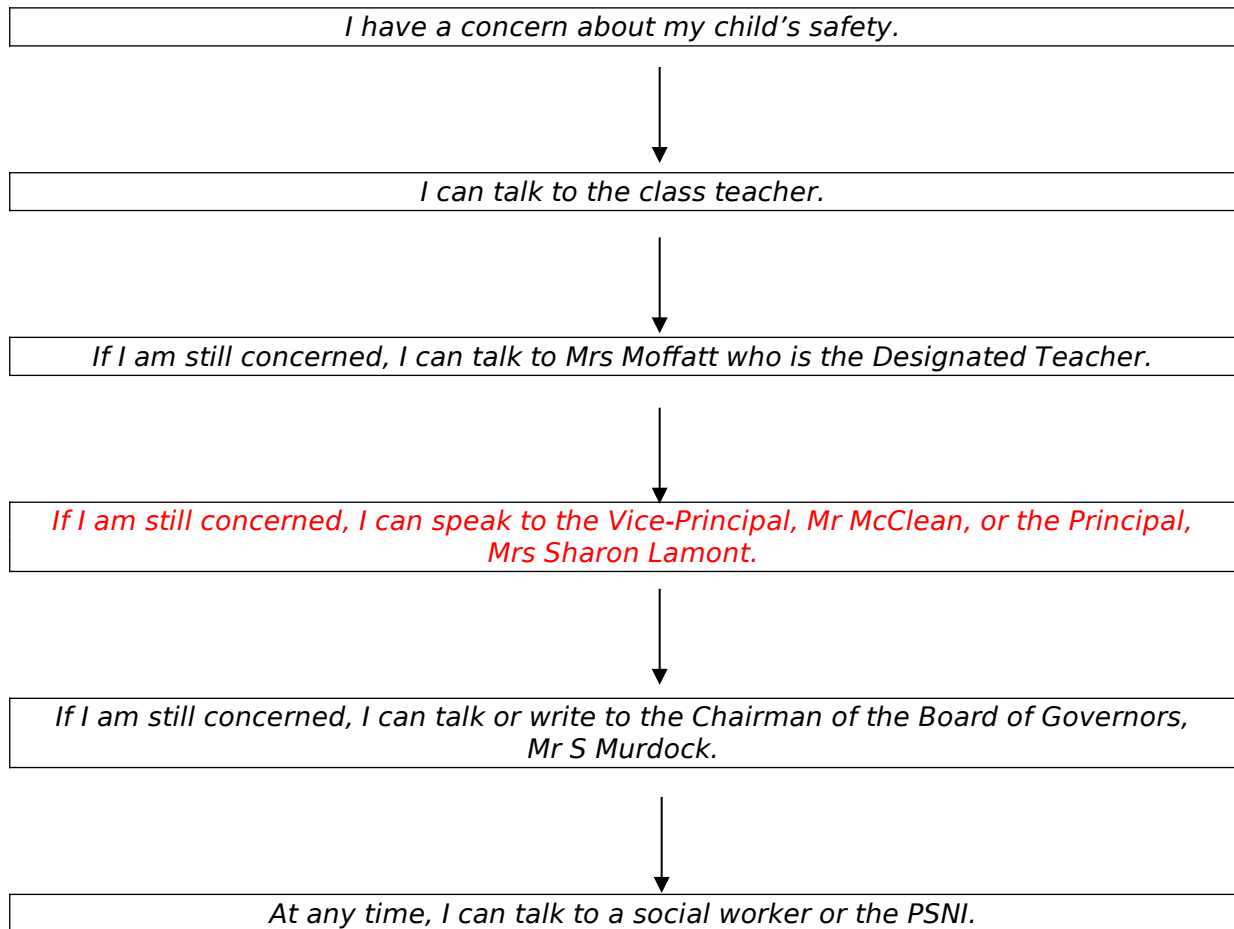 I have a concern about my child’s safety.
I can talk to the class teacher.
If I am still concerned, I can talk to Mrs Moffatt who is the Designated Teacher.
If I am still concerned, I can speak to the Vice-Principal, Mr McClean, or the Principal,
Mrs Sharon Lamont.
If I am still concerned, I can talk or write to the Chairman of the Board of Governors,
Mr S Murdock.
At any time, I can talk to a social worker or the PSNI.